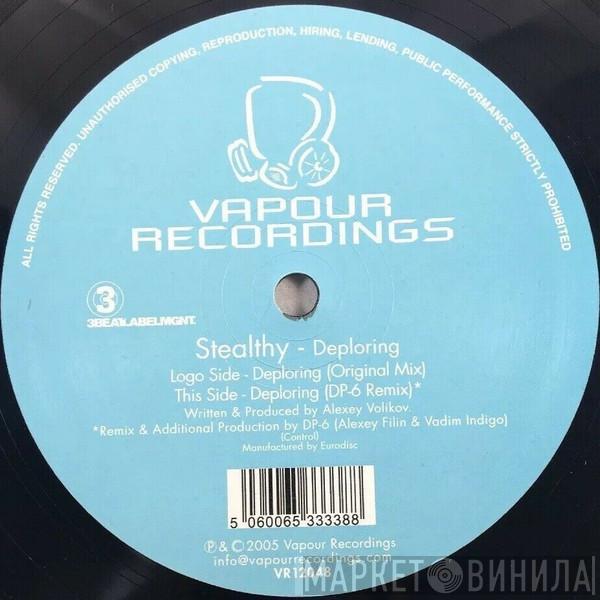 ALL RIGHTS RESERVED. UNAUTHORISED COPYING, REPRODUCTION, HIRING, LENDING, PUBLIC PERFORMANCE STRICTLY PROHIBITED
VAPOUR
RECORDINGS
3
3BEATLABELMGNT.
Stealthy - Deploring
Logo Side - Deploring (Original Mix)
This Side - Deploring (DP-6 Remix)*
Written & Produced by Alexey Volikov.
*Remix & Additional Production by DP-6 (Alexey Filin & Vadim Indigo)
(Control)
Manufactured by Eurodisc
5 060065 333388
℗ & © 2005 Vapour Recordings
info@vapourrecordings.com
VR12048
МАРКЕТ ВИНИЛА